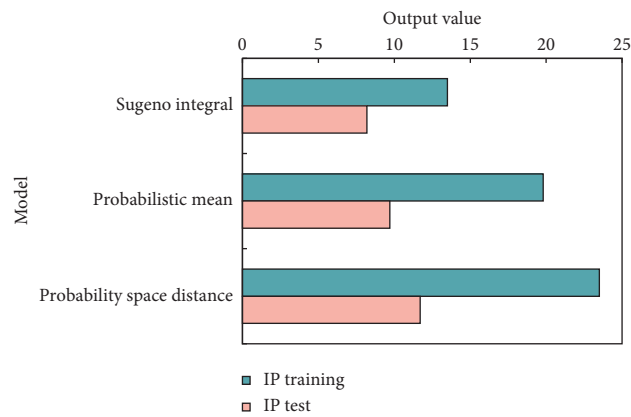 Output value
0 5 10 15 20 25
Sugeno integral
Probabilistic mean
Probability space distance
Model
IP training
IP test